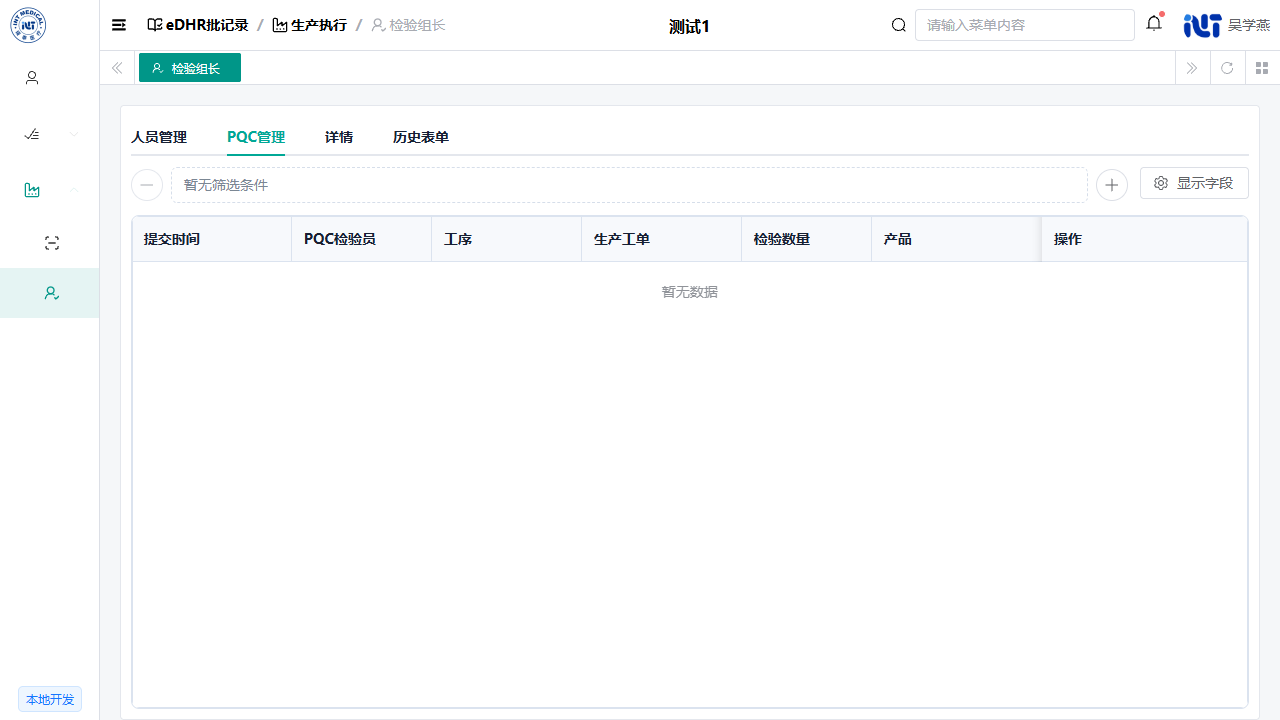 eDHR批记录 / 生产执行 / 检验组长
测试1
请输入菜单内容
吴学燕
检验组长
人员管理 PQC管理 详情 历史表单
暂无筛选条件
显示字段
提交时间 PQC检验员 工序 生产工单 检验数量 产品 操作
暂无数据
本地开发